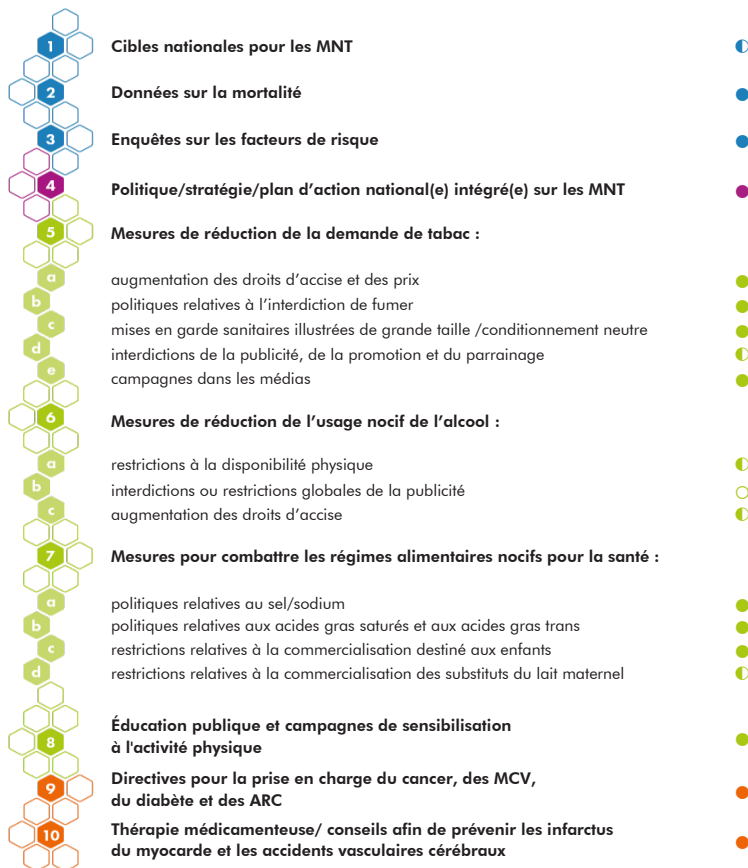 1 Cibles nationales pour les MNT
2 Données sur la mortalité
3 Enquêtes sur les facteurs de risque
4 Politique/stratégie/plan d’action national(e) intégré(e) sur les MNT
5 Mesures de réduction de la demande de tabac :
a augmentation des droits d’accise et des prix
b politiques relatives à l’interdiction de fumer
c mises en garde sanitaires illustrées de grande taille /conditionnement neutre
d interdictions de la publicité, de la promotion et du parrainage
e campagnes dans les médias
6 Mesures de réduction de l’usage nocif de l’alcool :
a restrictions à la disponibilité physique
b interdictions ou restrictions globales de la publicité
c augmentation des droits d’accise
7 Mesures pour combattre les régimes alimentaires nocifs pour la santé :
a politiques relatives au sel/sodium
b politiques relatives aux acides gras saturés et aux acides gras trans
c restrictions relatives à la commercialisation destiné aux enfants
d restrictions relatives à la commercialisation des substituts du lait maternel
8 Éducation publique et campagnes de sensibilisation
à l'activité physique
9 Directives pour la prise en charge du cancer, des MCV,
du diabète et des ARC
10 Thérapie médicamenteuse/ conseils afin de prévenir les infarctus
du myocarde et les accidents vasculaires cérébraux